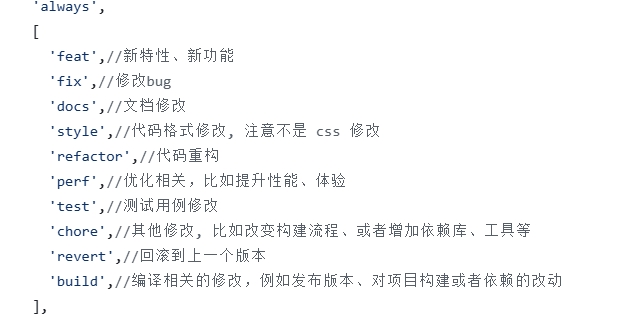 'always',
[
'feat',//新特性、新功能
'fix',//修改bug
'docs',//文档修改
'style',//代码格式修改, 注意不是 css 修改
'refactor',//代码重构
'perf',//优化相关，比如提升性能、体验
'test',//测试用例修改
'chore',//其他修改, 比如改变构建流程、或者增加依赖库、工具等
'revert',//回滚到上一个版本
'build',//编译相关的修改，例如发布版本、对项目构建或者依赖的改动
],